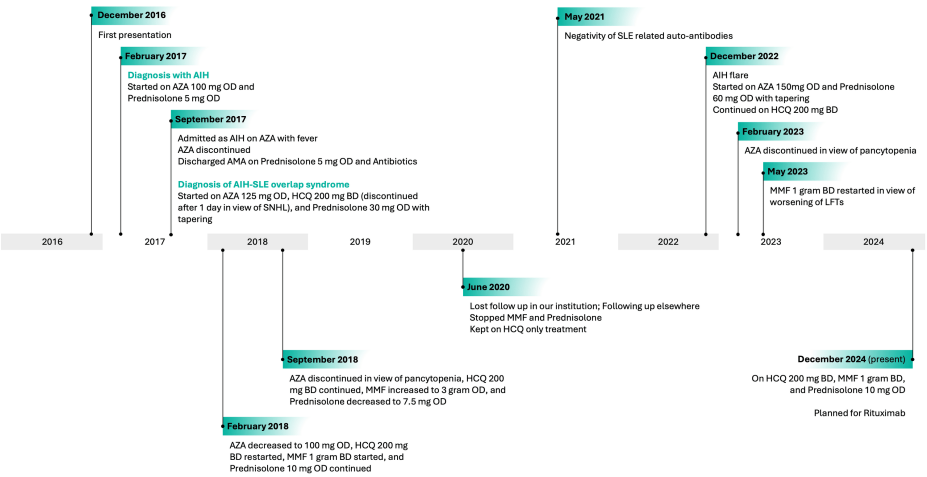 December 2016
First presentation
February 2017
Diagnosis with AIH
Started on AZA 100 mg OD and
Prednisolone 5 mg OD
September 2017
Admitted as AIH on AZA with fever
AZA discontinued
Discharged AMA on Prednisolone 5 mg OD and Antibiotics
Diagnosis of AIH-SLE overlap syndrome
Started on AZA 125 mg OD, HCQ 200 mg BD (discontinued
after 1 day in view of SNHL), and Prednisolone 30 mg OD with
tapering
May 2021
Negativity of SLE related auto-antibodies
December 2022
AIH flare
Started on AZA 150mg OD and Prednisolone
60 mg OD with tapering
Continued on HCQ 200 mg BD
February 2023
AZA discontinued in view of pancytopenia
May 2023
MMF 1 gram BD restarted in view of
worsening of LFTs
2016 2017 2018 2019 2020 2021 2022 2023 2024
June 2020
Lost follow up in our institution; Following up elsewhere
Stopped MMF and Prednisolone
Kept on HCQ only treatment
September 2018
AZA discontinued in view of pancytopenia, HCQ 200
mg BD continued, MMF increased to 3 gram OD, and
Prednisolone decreased to 7.5 mg OD
February 2018
AZA decreased to 100 mg OD, HCQ 200 mg
BD restarted, MMF 1 gram BD started, and
Prednisolone 10 mg OD continued
December 2024 (present)
On HCQ 200 mg BD, MMF 1 gram BD,
and Prednisolone 10 mg OD
Planned for Rituximab